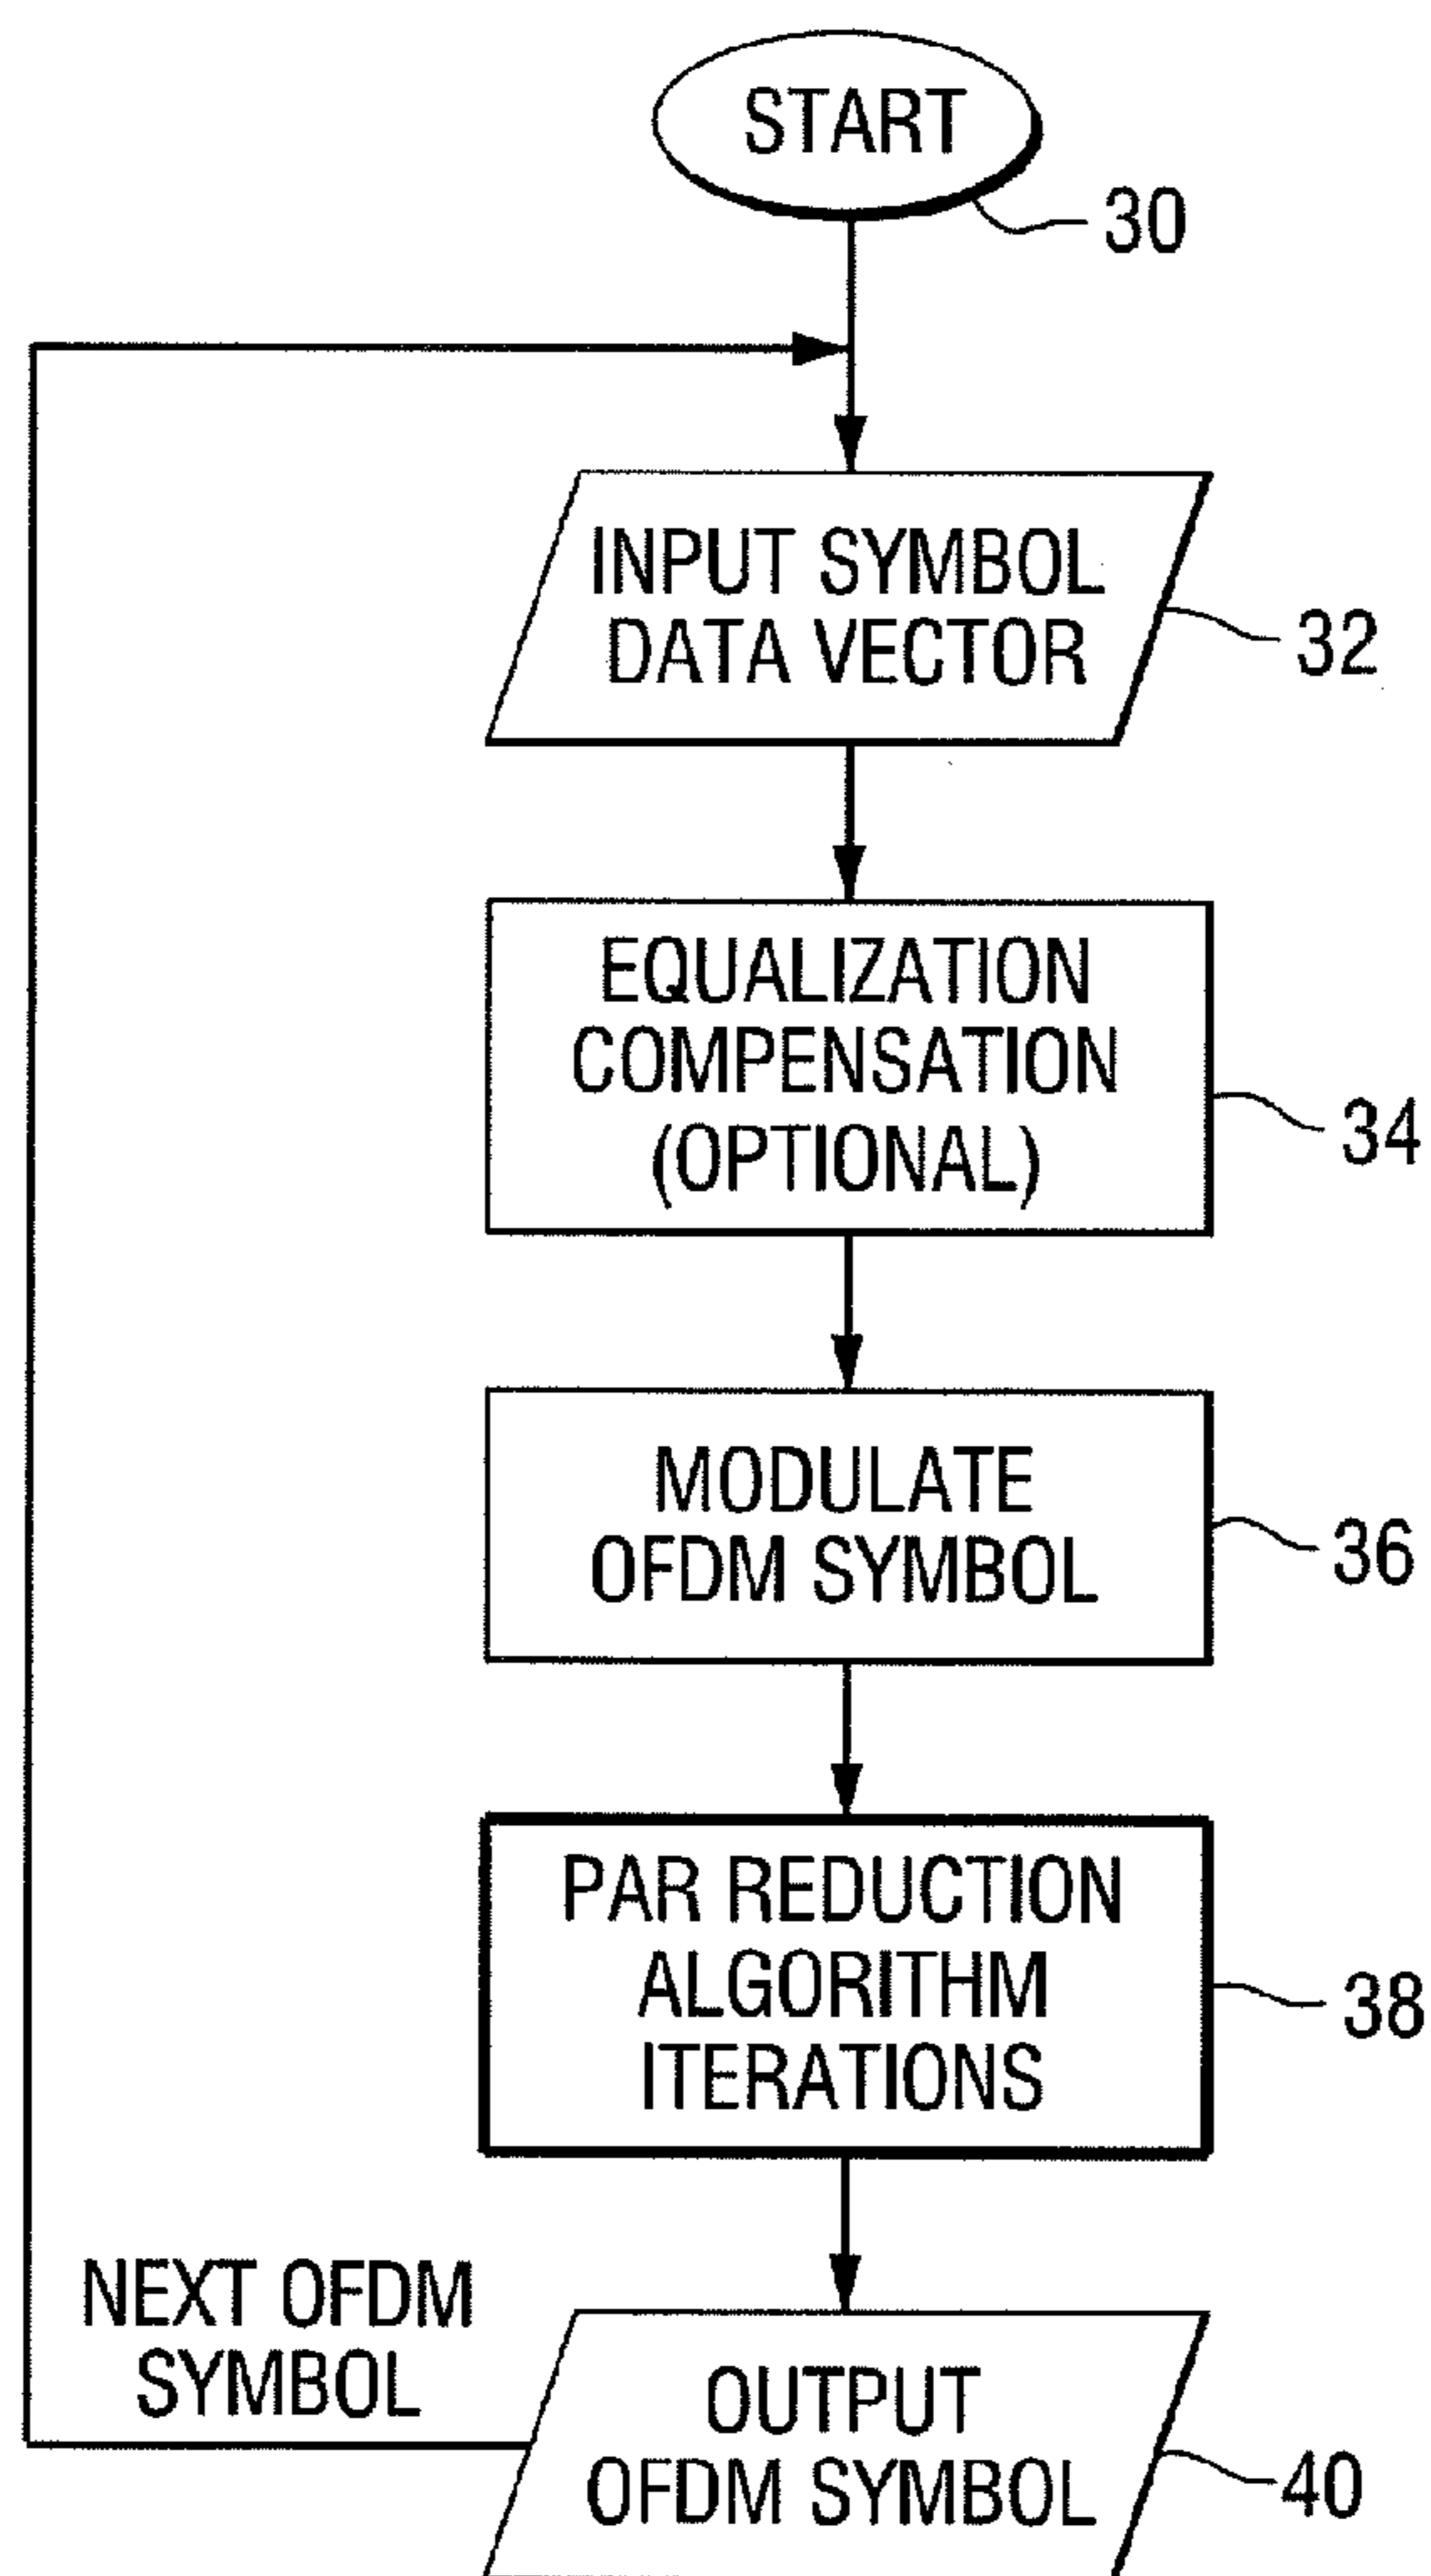 START
30
INPUT SYMBOL
DATA VECTOR
32
EQUALIZATION
COMPENSATION
(OPTIONAL)
34
MODULATE
OFDM SYMBOL
36
PAR REDUCTION
ALGORITHM
ITERATIONS
38
NEXT OFDM
SYMBOL
OUTPUT
OFDM SYMBOL
40